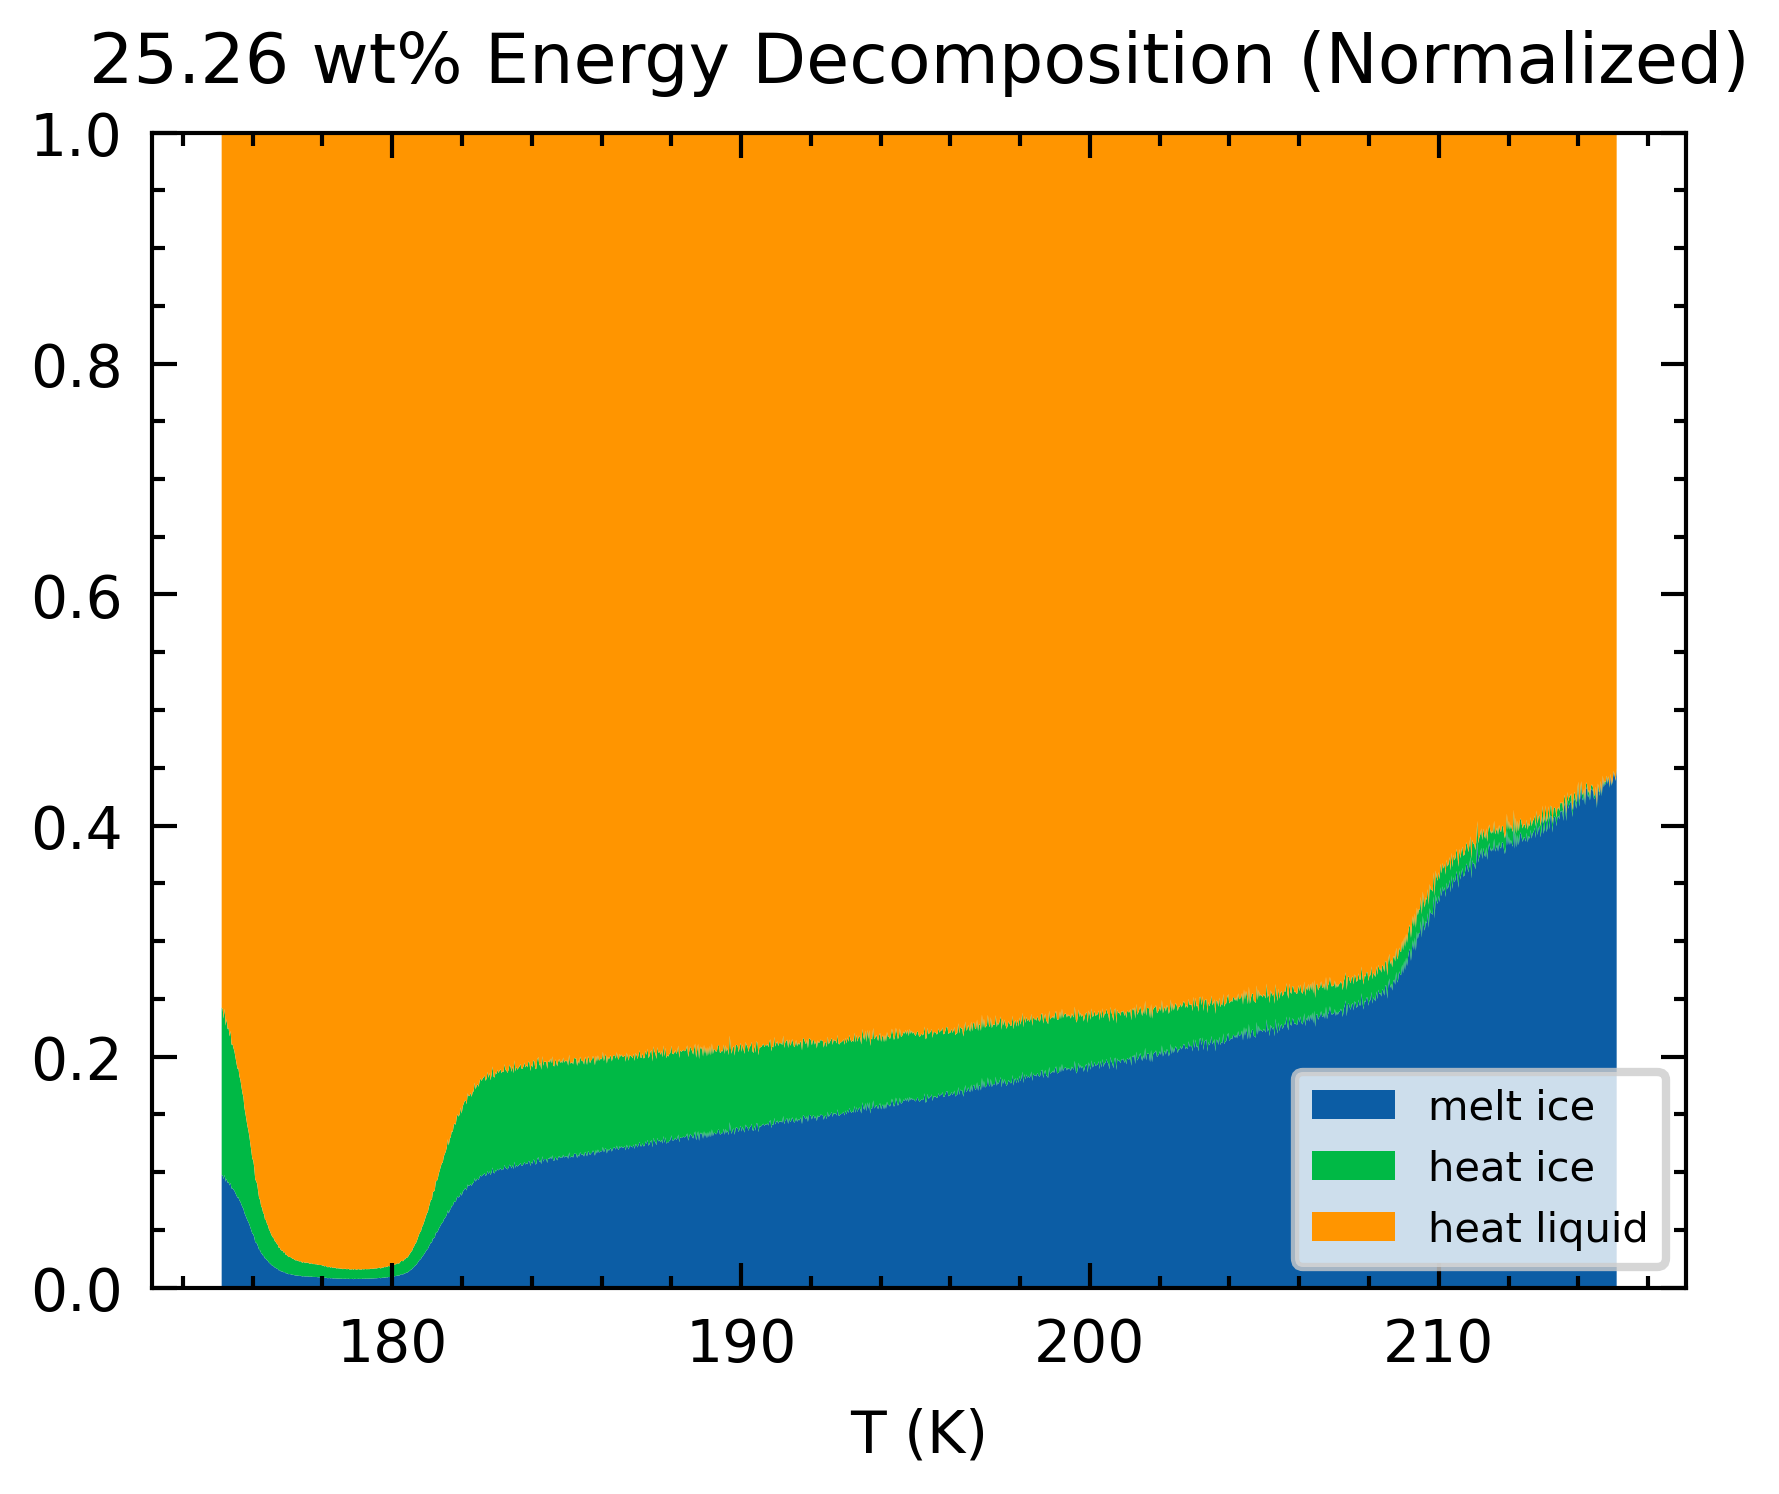 25.26 wt% Energy Decomposition (Normalized)
1.0
0.8
0.6
0.4
0.2
0.0
melt ice
heat ice
heat liquid
180 190 200 210
T (K)